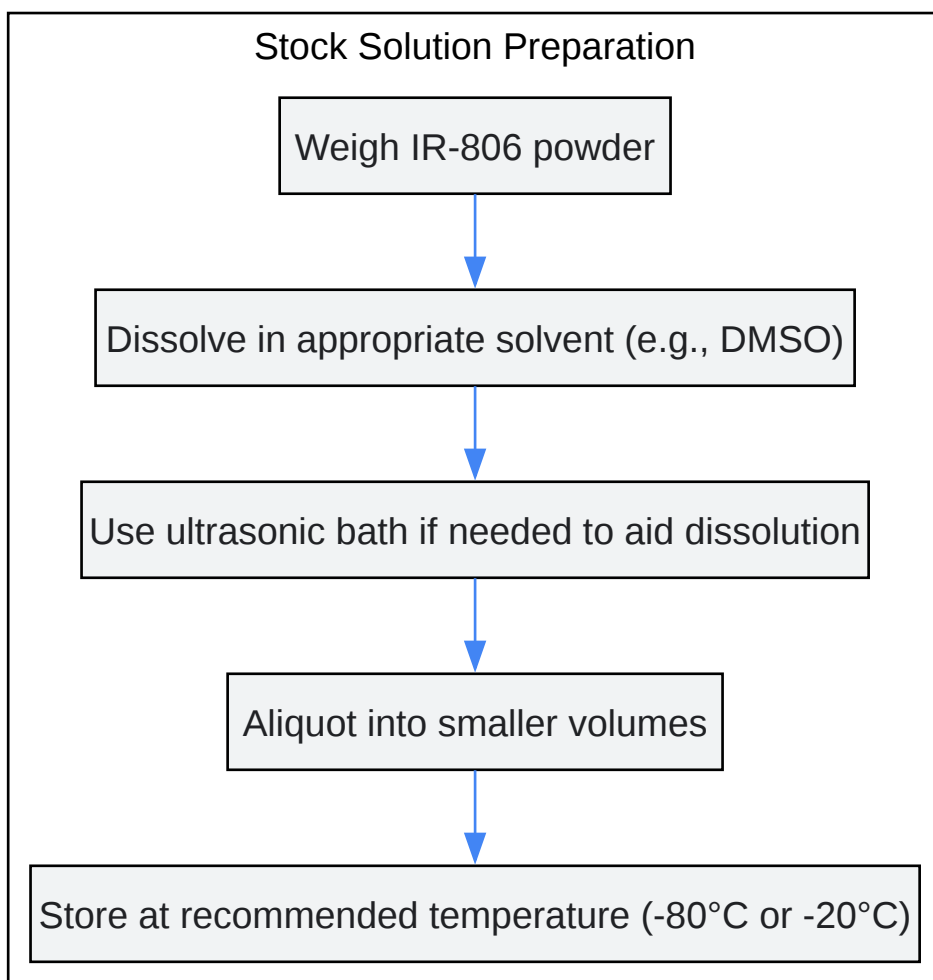 Stock Solution Preparation
Weigh IR-806 powder
Dissolve in appropriate solvent (e.g., DMSO)
Use ultrasonic bath if needed to aid dissolution
Aliquot into smaller volumes
Store at recommended temperature (-80°C or -20°C)